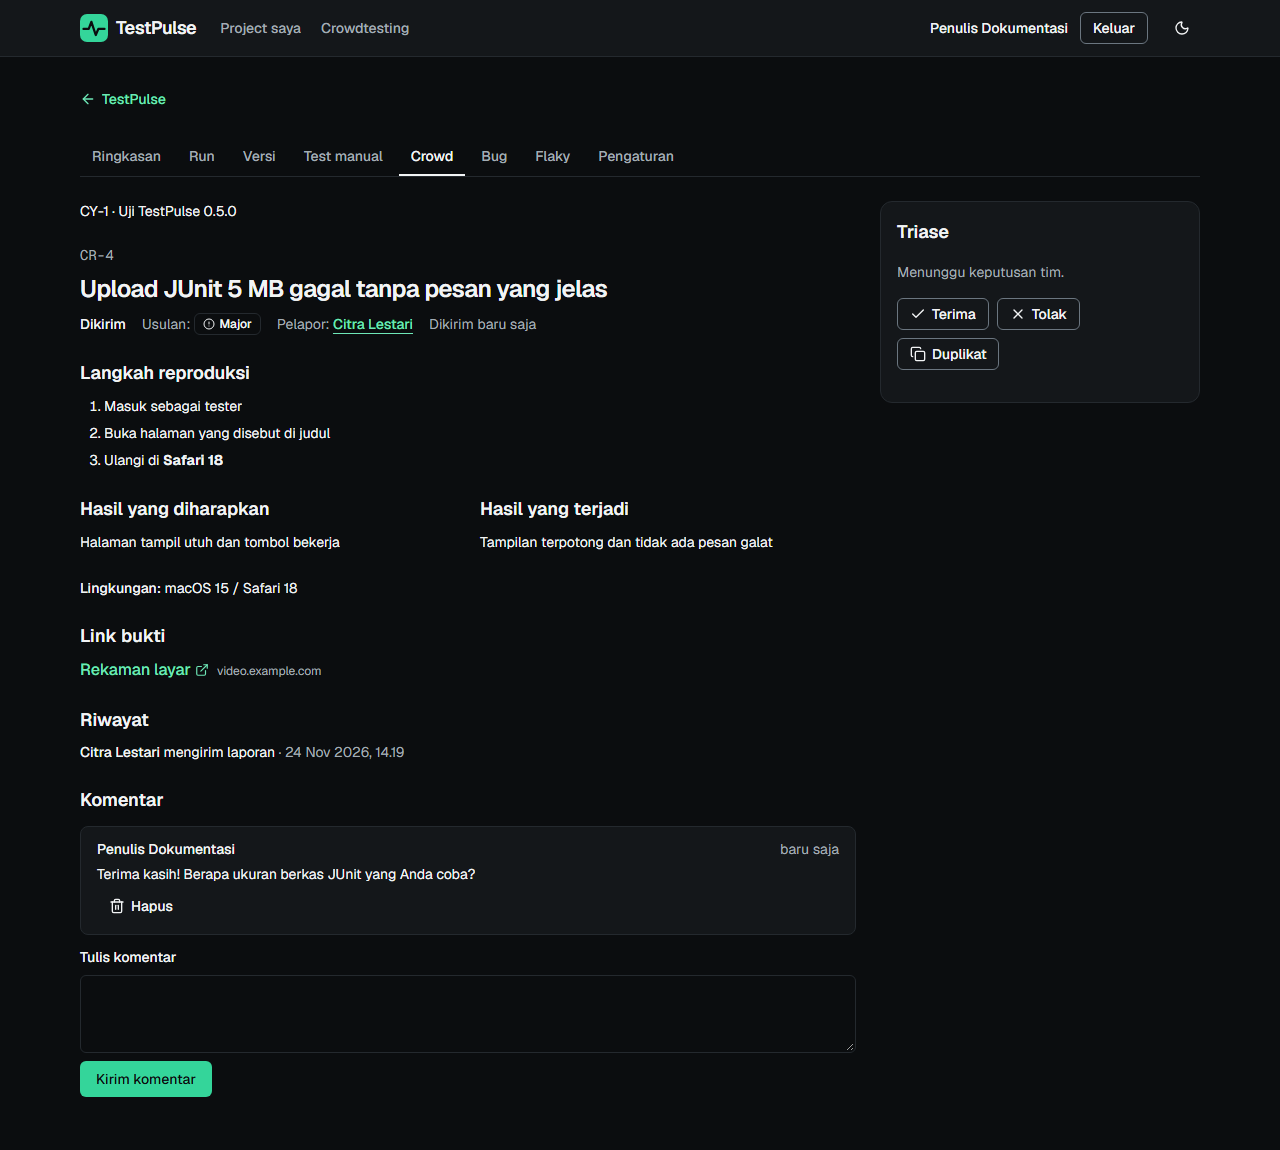 TestPulse
Project saya
Crowdtesting
Penulis Dokumentasi
Keluar
TestPulse
Ringkasan
Run
Versi
Test manual
Crowd
Bug
Flaky
Pengaturan
CY-1 · Uji TestPulse 0.5.0
CR-4
Upload JUnit 5 MB gagal tanpa pesan yang jelas
Dikirim
Usulan: Major
Pelapor: Citra Lestari
Dikirim baru saja
Langkah reproduksi
1. Masuk sebagai tester
2. Buka halaman yang disebut di judul
3. Ulangi di Safari 18
Hasil yang diharapkan
Halaman tampil utuh dan tombol bekerja
Hasil yang terjadi
Tampilan terpotong dan tidak ada pesan galat
Lingkungan: macOS 15 / Safari 18
Link bukti
Rekaman layar video.example.com
Riwayat
Citra Lestari mengirim laporan · 24 Nov 2026, 14.19
Komentar
Penulis Dokumentasi
baru saja
Terima kasih! Berapa ukuran berkas JUnit yang Anda coba?
Hapus
Tulis komentar
Kirim komentar
Triase
Menunggu keputusan tim.
Terima
Tolak
Duplikat